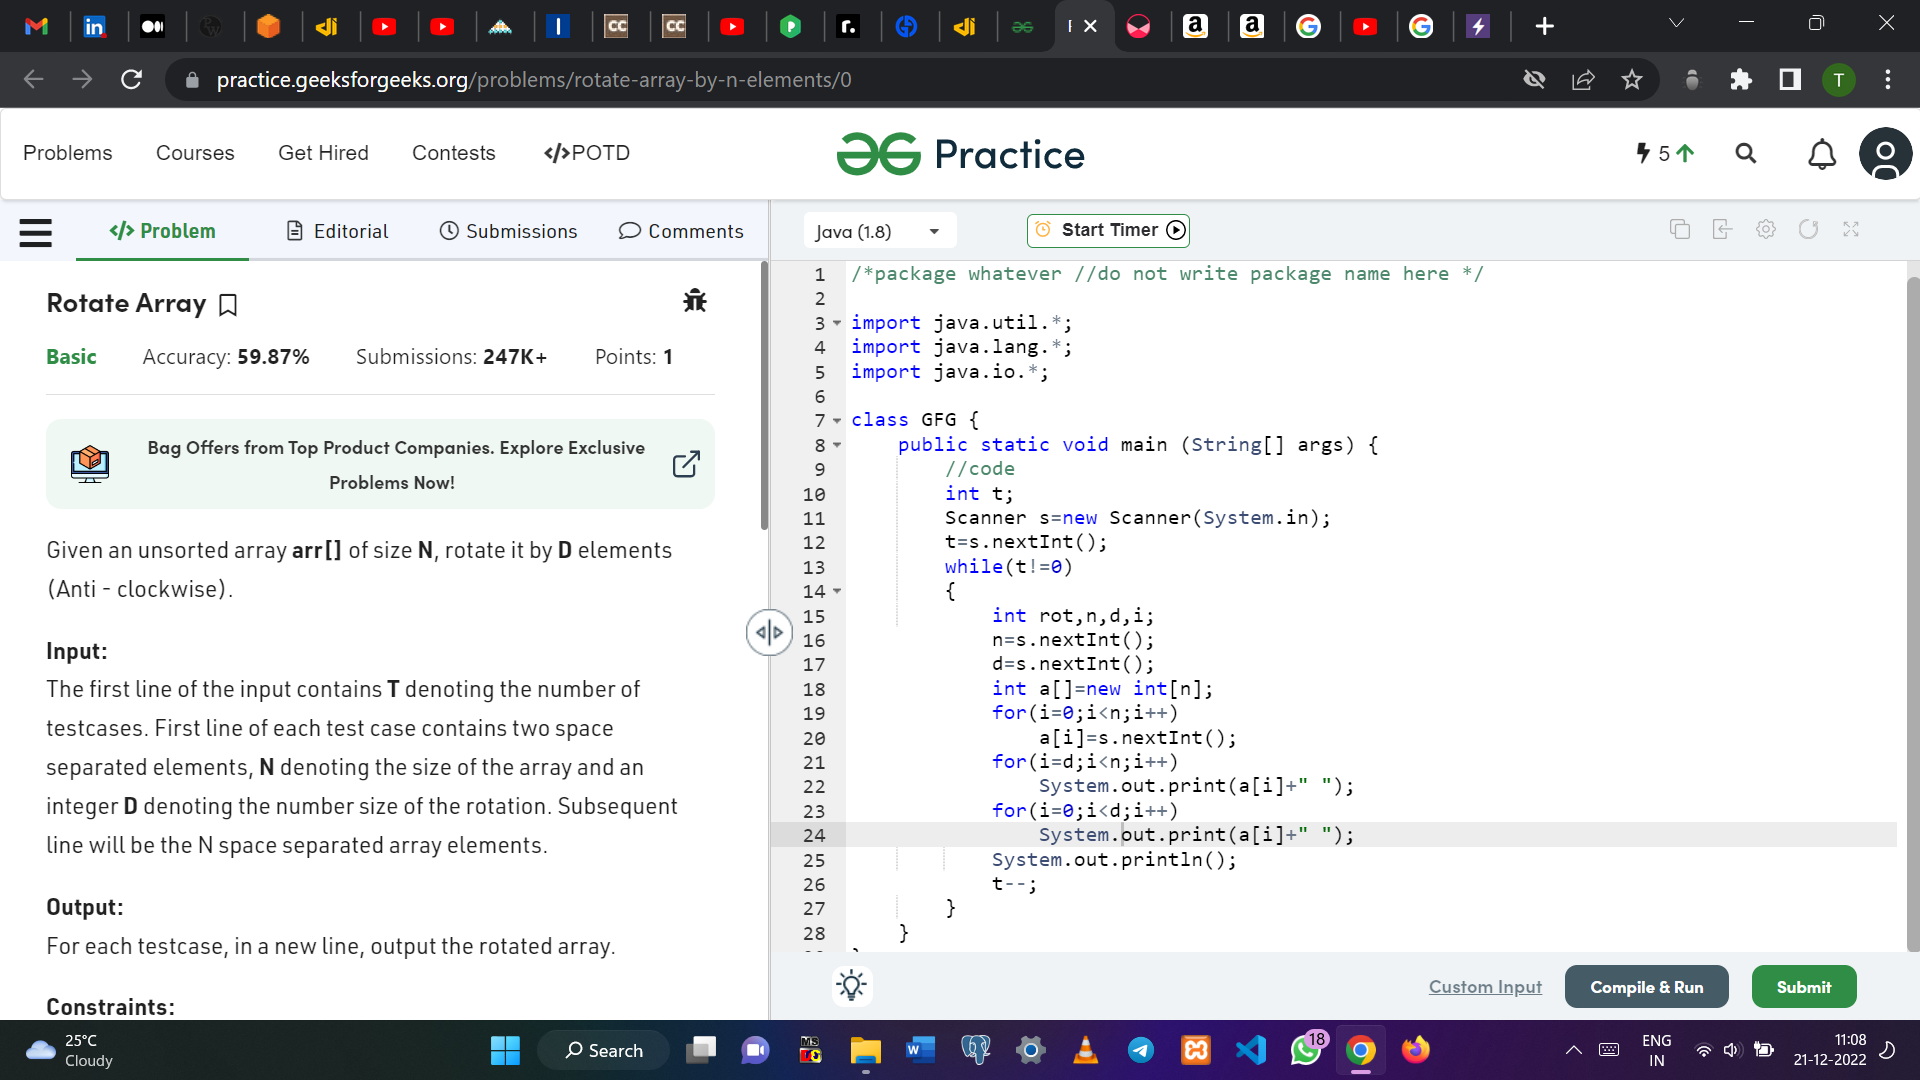 practice.geeksforgeeks.org/problems/rotate-array-by-n-elements/0
T
Problems Courses Get Hired Contests </>POTD
Practice
5
</> Problem Editorial Submissions Comments
Java (1.8) Start Timer
Rotate Array
Basic Accuracy: 59.87% Submissions: 247K+ Points: 1
Bag Offers from Top Product Companies. Explore Exclusive
Problems Now!
Given an unsorted array arr[] of size N, rotate it by D elements
(Anti - clockwise).
Input:
The first line of the input contains T denoting the number of
testcases. First line of each test case contains two space
separated elements, N denoting the size of the array and an
integer D denoting the number size of the rotation. Subsequent
line will be the N space separated array elements.
Output:
For each testcase, in a new line, output the rotated array.
Constraints:
1 /*package whatever //do not write package name here */
2
3 import java.util.*;
4 import java.lang.*;
5 import java.io.*;
6
7 class GFG {
8 public static void main (String[] args) {
9 //code
10 int t;
11 Scanner s=new Scanner(System.in);
12 t=s.nextInt();
13 while(t!=0)
14 {
15 int rot,n,d,i;
16 n=s.nextInt();
17 d=s.nextInt();
18 int a[]=new int[n];
19 for(i=0;i<n;i++)
20 a[i]=s.nextInt();
21 for(i=d;i<n;i++)
22 System.out.print(a[i]+" ");
23 for(i=0;i<d;i++)
24 System.out.print(a[i]+" ");
25 System.out.println();
26 t--;
27 }
28 }
Custom Input Compile & Run Submit
25°C
Cloudy
Search
18
ENG
IN
11:08
21-12-2022